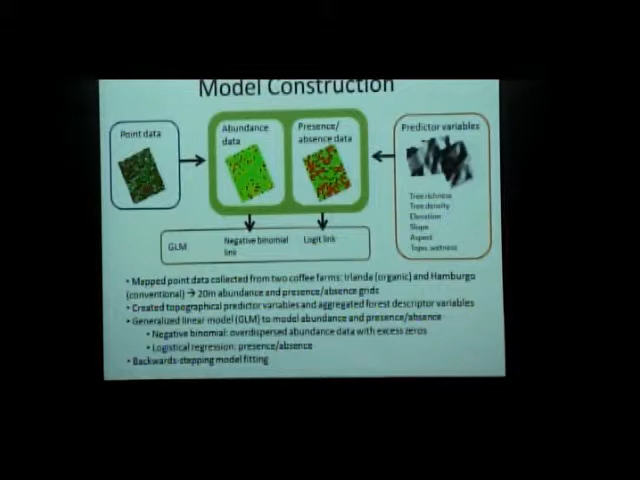 Model Construction
Point data
Abundance
data
Presence/
absence data
Predictor variables
Tree richness
Tree density
Elevation
Slope
Aspect
Topo. wetness
GLM
Negative binomial
link
Logit link
• Mapped point data collected from two coffee farms: Irlanda (organic) and Hamburgo
(conventional) → 20m abundance and presence/absence grids
• Created topographical predictor variables and aggregated forest descriptor variables
• Generalized linear model (GLM) to model abundance and presence/absence
• Negative binomial: overdispersed abundance data with excess zeros
• Logistical regression: presence/absence
• Backwards-stepping model fitting